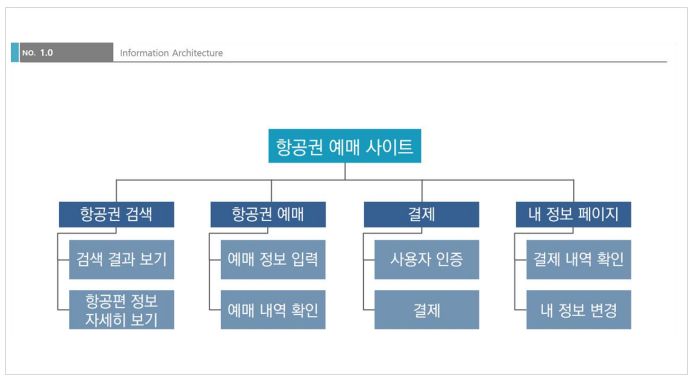 NO. 1.0
Information Architecture
항공권 예매 사이트
항공권 검색
항공권 예매
결제
내 정보 페이지
검색 결과 보기
예매 정보 입력
사용자 인증
결제 내역 확인
항공편 정보
자세히 보기
예매 내역 확인
결제
내 정보 변경